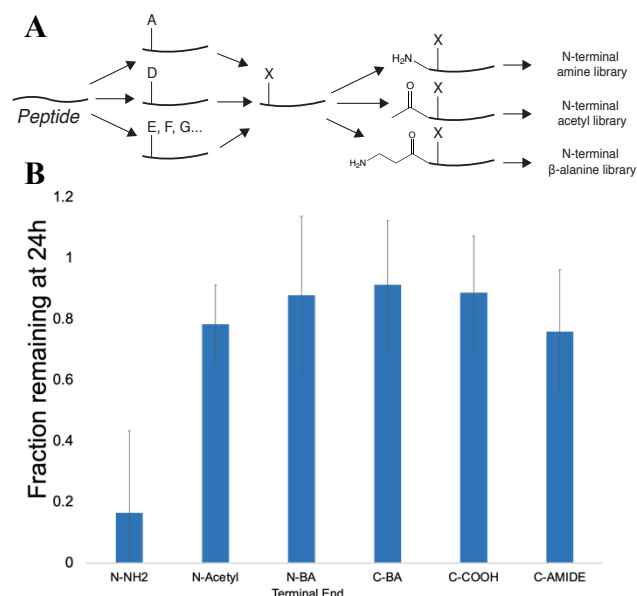 A
A
D
E, F, G...
Peptide
X
H₂N
X
N-terminal
amine library
O
X
N-terminal
acetyl library
H₂N
O
X
N-terminal
β-alanine library
B
Fraction remaining at 24h
1.2
1
0.8
0.6
0.4
0.2
0
N-NH2 N-Acetyl N-BA C-BA C-COOH C-AMIDE
Terminal End